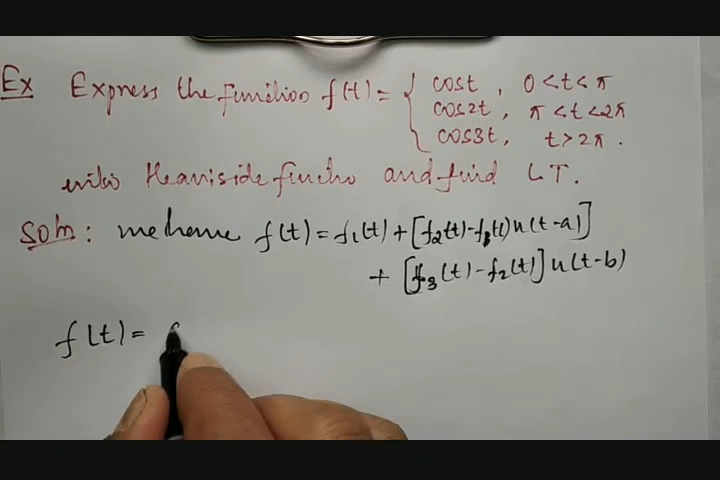 Ex Express the function f(t) = { cost, 0 < t < π
cos2t, π < t < 2π
cos3t, t > 2π.
into Heaviside functio and find LT.
Soln: we have f(t) = f₁(t) + [f₂(t) - f₁(t) u(t-a)]
+ [f₃(t) - f₂(t)] u(t-b)
f(t) =